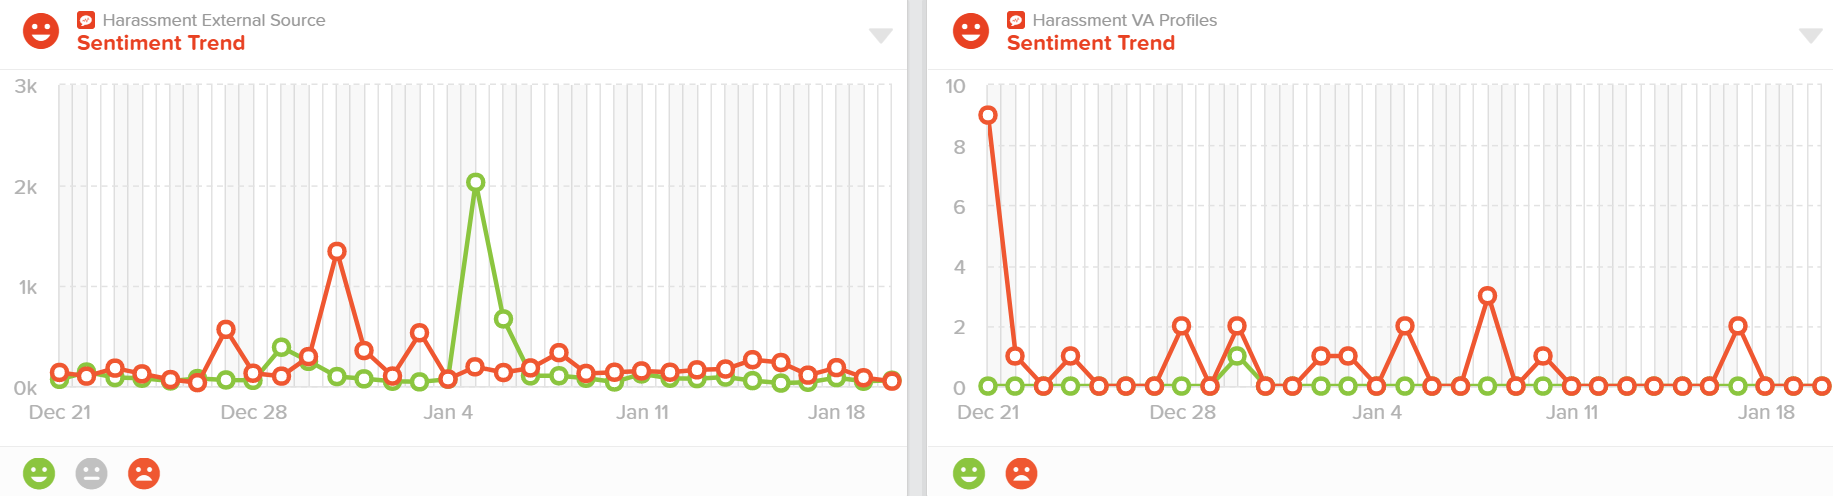 Harassment External Source
Sentiment Trend
3k
2k
1k
0k
Dec 21
Dec 28
Jan 4
Jan 11
Jan 18
Harassment VA Profiles
Sentiment Trend
10
8
6
4
2
0
Dec 21
Dec 28
Jan 4
Jan 11
Jan 18